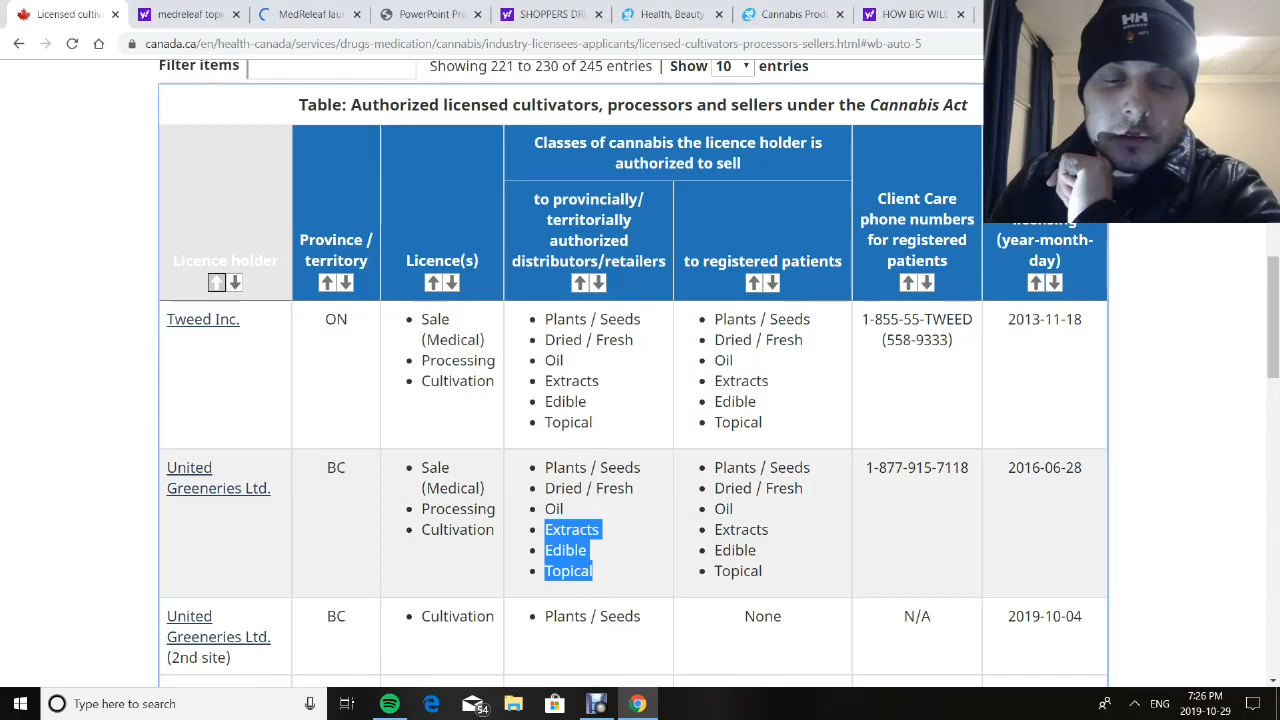 Licensed cultiv
medreleaf topi
MedReleaf lau
PowerPoint Pre
SHOPPERS DR
Health, Beauty
Cannabis Prod
HOW BIG WILL
canada.ca/en/health-canada/services/drugs-medication/cannabis/industry-licensees-applicants/licensed-cultivators-processors-sellers.html#wb-auto-5
HH
Filter items
Showing 221 to 230 of 245 entries | Show 10 entries
Table: Authorized licensed cultivators, processors and sellers under the Cannabis Act
Licence holder
Province /
territory
Licence(s)
Classes of cannabis the licence holder is
authorized to sell
to provincially/
territorially
authorized
distributors/retailers
to registered patients
Client Care
phone numbers
for registered
patients
licensing
(year-month-
day)
Tweed Inc.
ON
Sale
(Medical)
Processing
Cultivation
Plants / Seeds
Dried / Fresh
Oil
Extracts
Edible
Topical
Plants / Seeds
Dried / Fresh
Oil
Extracts
Edible
Topical
1-855-55-TWEED
(558-9333)
2013-11-18
United
Greeneries Ltd.
BC
Sale
(Medical)
Processing
Cultivation
Plants / Seeds
Dried / Fresh
Oil
Extracts
Edible
Topical
Plants / Seeds
Dried / Fresh
Oil
Extracts
Edible
Topical
1-877-915-7118
2016-06-28
United
Greeneries Ltd.
(2nd site)
BC
Cultivation
Plants / Seeds
None
N/A
2019-10-04
Type here to search
54
ENG
7:26 PM
2019-10-29